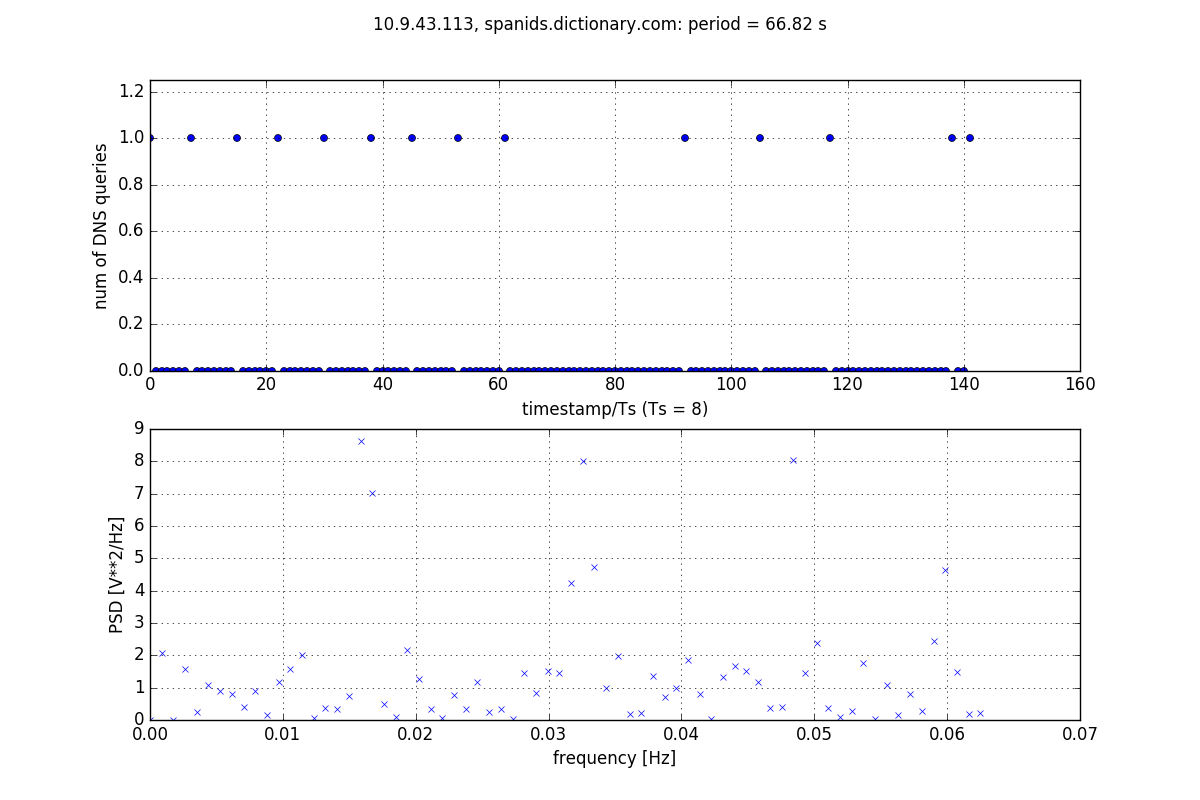 10.9.43.113, spanids.dictionary.com: period = 66.82 s
1.2
1.0
0.8
0.6
0.4
0.2
0.0
num of DNS queries
0 20 40 60 80 100 120 140 160
timestamp/Ts (Ts = 8)
9
8
7
6
5
4
3
2
1
0
PSD [V**2/Hz]
0.00 0.01 0.02 0.03 0.04 0.05 0.06 0.07
frequency [Hz]